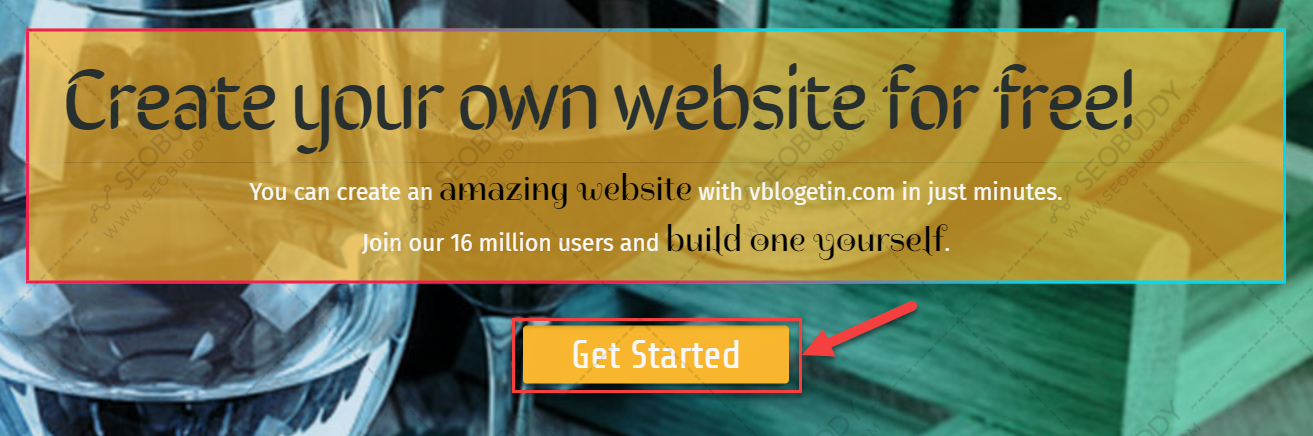 Create your own website for free!
You can create an amazing website with vblogetin.com in just minutes.
Join our 16 million users and build one yourself.
Get Started
SEOBUDDY
WWW.SEOBUDDY.COM